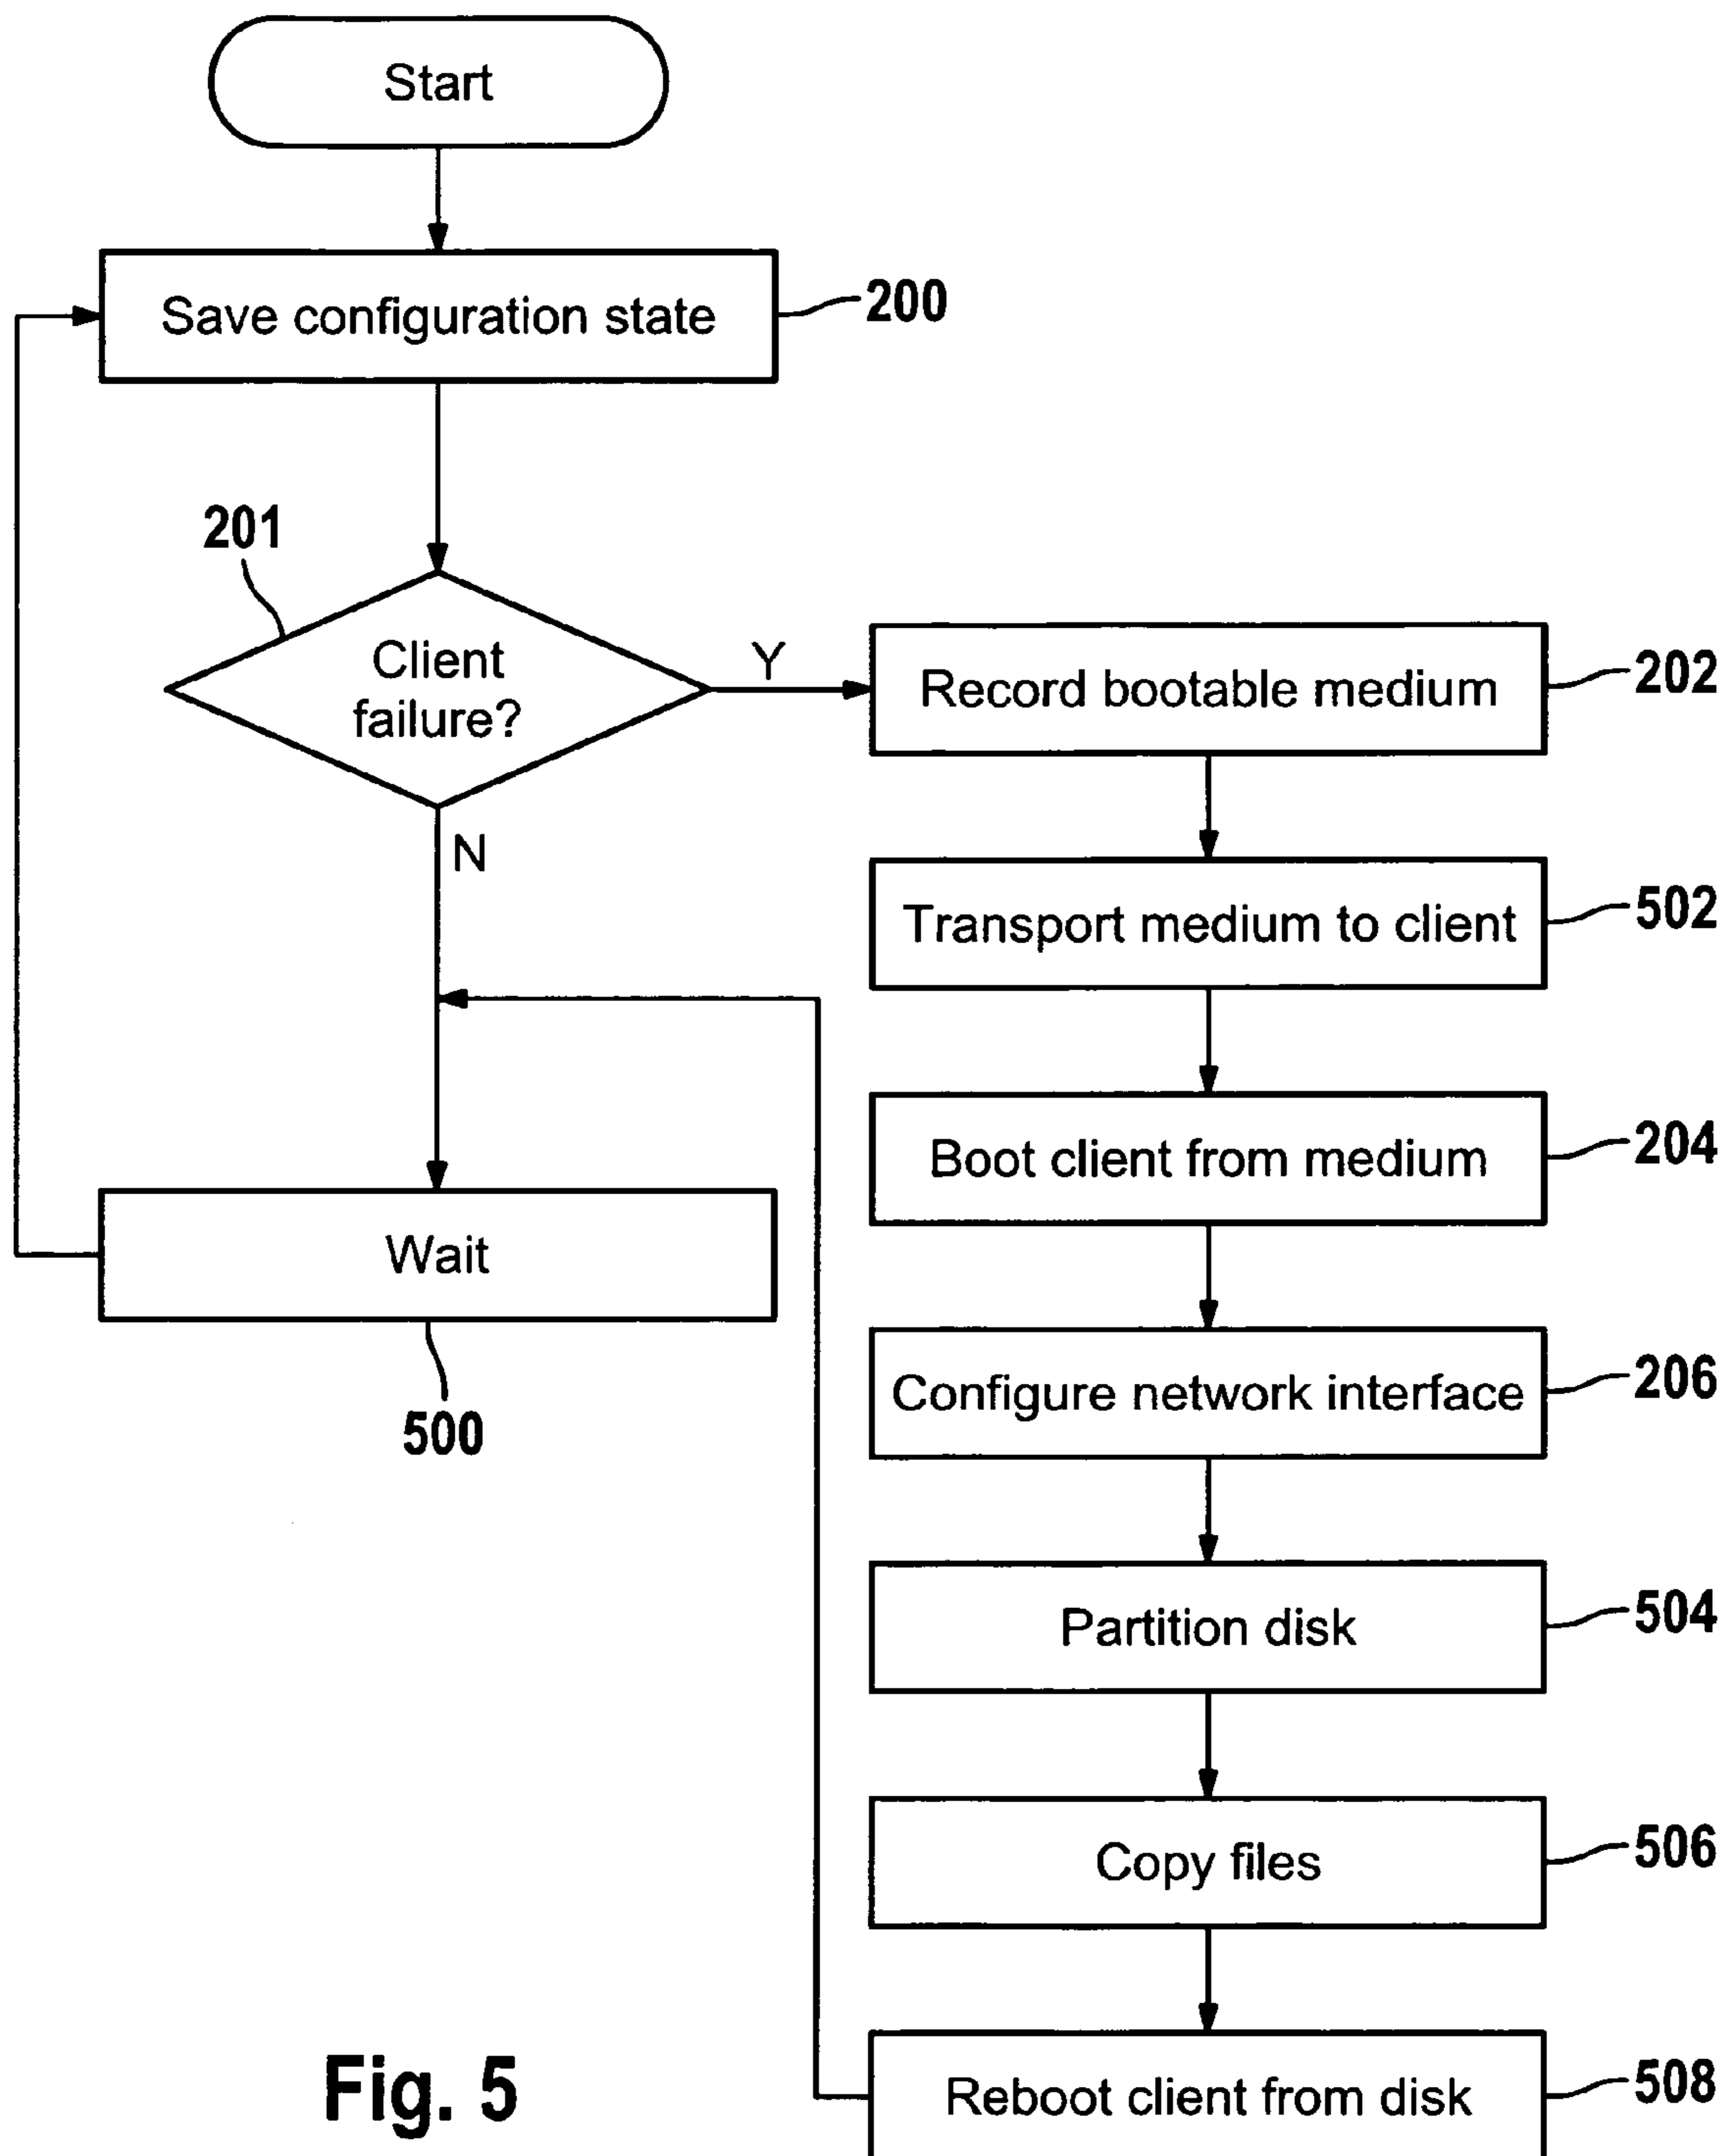 Start
Save configuration state
200
201
Client
failure?
Y
N
Record bootable medium
202
Transport medium to client
502
Boot client from medium
204
Wait
500
Configure network interface
206
Partition disk
504
Copy files
506
Reboot client from disk
508
Fig. 5